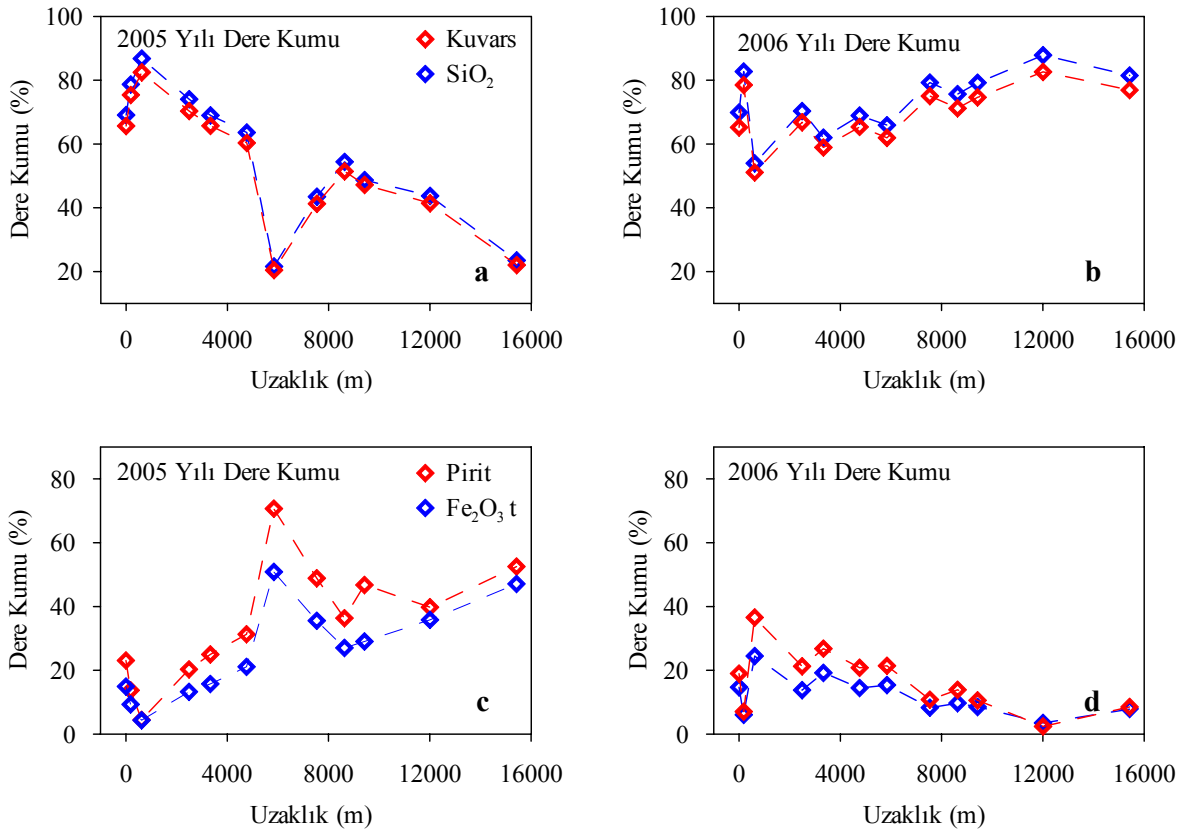 100
80
60
40
20
Dere Kumu (%)
2005 Yılı Dere Kumu
Kuvars
SiO₂
a
0 4000 8000 12000 16000
Uzaklık (m)
100
80
60
40
20
Dere Kumu (%)
2006 Yılı Dere Kumu
b
0 4000 8000 12000 16000
Uzaklık (m)
80
60
40
20
0
Dere Kumu (%)
2005 Yılı Dere Kumu
Pirit
Fe₂O₃ t
c
0 4000 8000 12000 16000
Uzaklık (m)
80
60
40
20
0
Dere Kumu (%)
2006 Yılı Dere Kumu
d
0 4000 8000 12000 16000
Uzaklık (m)